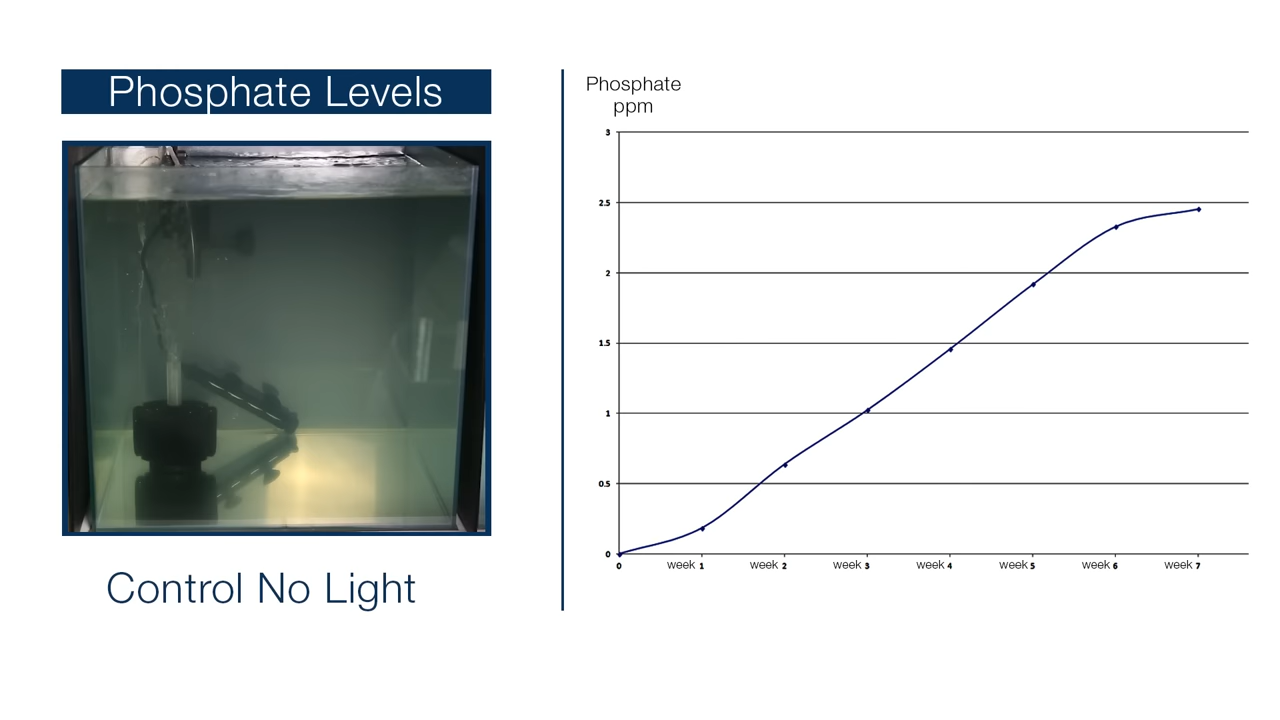 Phosphate Levels
Control No Light
Phosphate
ppm
3
2.5
2
1.5
1
0.5
0
0 week 1 week 2 week 3 week 4 week 5 week 6 week 7